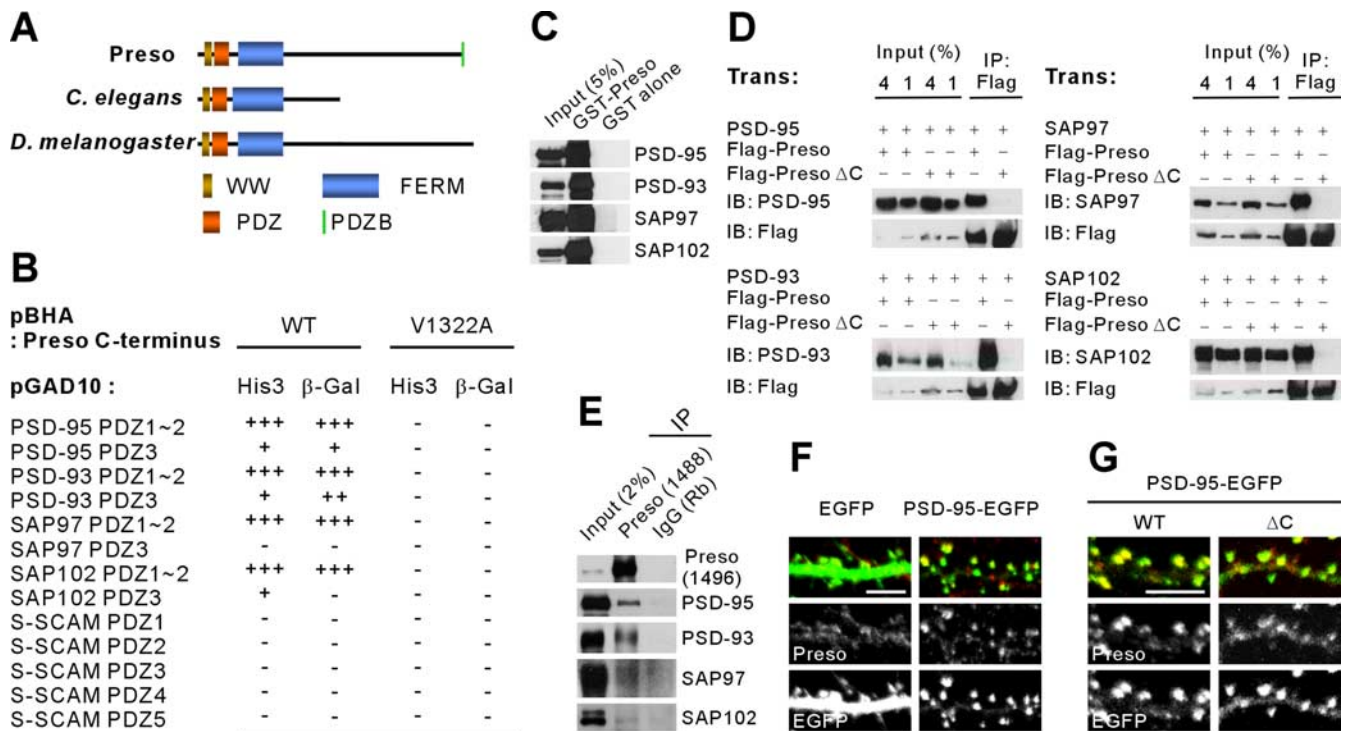 A
Preso
C. elegans
D. melanogaster
WW
FERM
PDZ
PDZB
B
pBHA
: Preso C-terminus
WT
V1322A
pGAD10 :
His3 β-Gal His3 β-Gal
PSD-95 PDZ1~2 +++ +++ - -
PSD-95 PDZ3 + + - -
PSD-93 PDZ1~2 +++ +++ - -
PSD-93 PDZ3 + ++ - -
SAP97 PDZ1~2 +++ +++ - -
SAP97 PDZ3 - - - -
SAP102 PDZ1~2 +++ +++ - -
SAP102 PDZ3 + - - -
S-SCAM PDZ1 - - - -
S-SCAM PDZ2 - - - -
S-SCAM PDZ3 - - - -
S-SCAM PDZ4 - - - -
S-SCAM PDZ5 - - - -
C
Input (5%)
GST-Preso
GST alone
PSD-95
PSD-93
SAP97
SAP102
D
Input (%) IP:
Trans: 4 1 4 1 Flag
PSD-95 + + + + + +
Flag-Preso + + - - + -
Flag-Preso ΔC - - + + - +
IB: PSD-95
IB: Flag
PSD-93 + + + + + +
Flag-Preso + + - - + -
Flag-Preso ΔC - - + + - +
IB: PSD-93
IB: Flag
Input (%) IP:
Trans: 4 1 4 1 Flag
SAP97 + + + + + +
Flag-Preso + + - - + -
Flag-Preso ΔC - - + + - +
IB: SAP97
IB: Flag
SAP102 + + + + + +
Flag-Preso + + - - + -
Flag-Preso ΔC - - + + - +
IB: SAP102
IB: Flag
E
IP
Input (2%)
Preso (1488)
IgG (Rb)
Preso
(1496)
PSD-95
PSD-93
SAP97
SAP102
F
EGFP PSD-95-EGFP
Preso
EGFP
G
PSD-95-EGFP
WT ΔC
Preso
EGFP